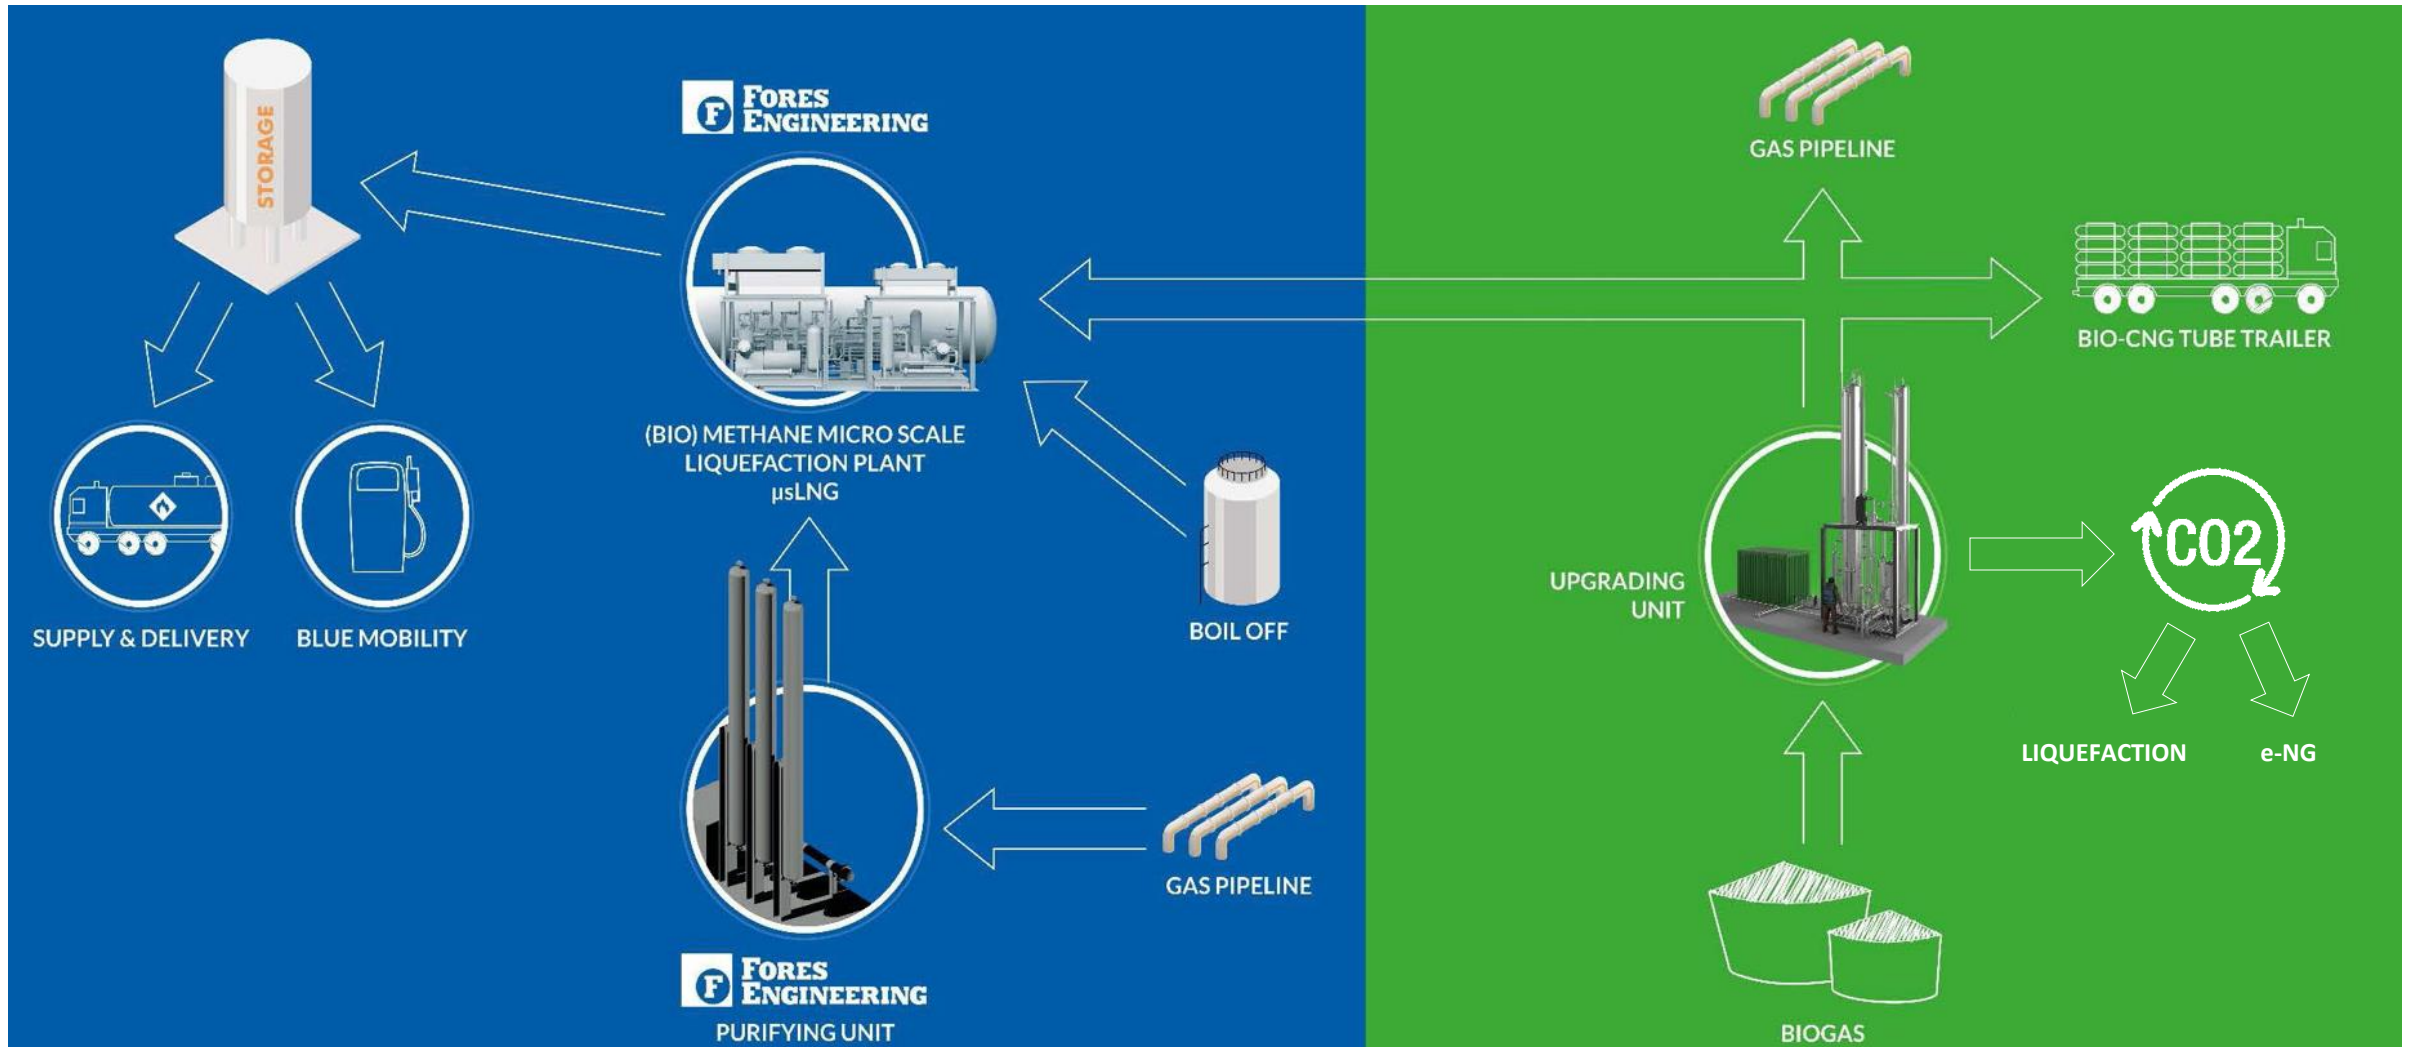 STORAGE
FORES
ENGINEERING
(BIO) METHANE MICRO SCALE
LIQUEFACTION PLANT
µsLNG
SUPPLY & DELIVERY
BLUE MOBILITY
BOIL OFF
GAS PIPELINE
FORES
ENGINEERING
PURIFYING UNIT
GAS PIPELINE
BIO-CNG TUBE TRAILER
UPGRADING
UNIT
CO2
LIQUEFACTION
e-NG
BIOGAS